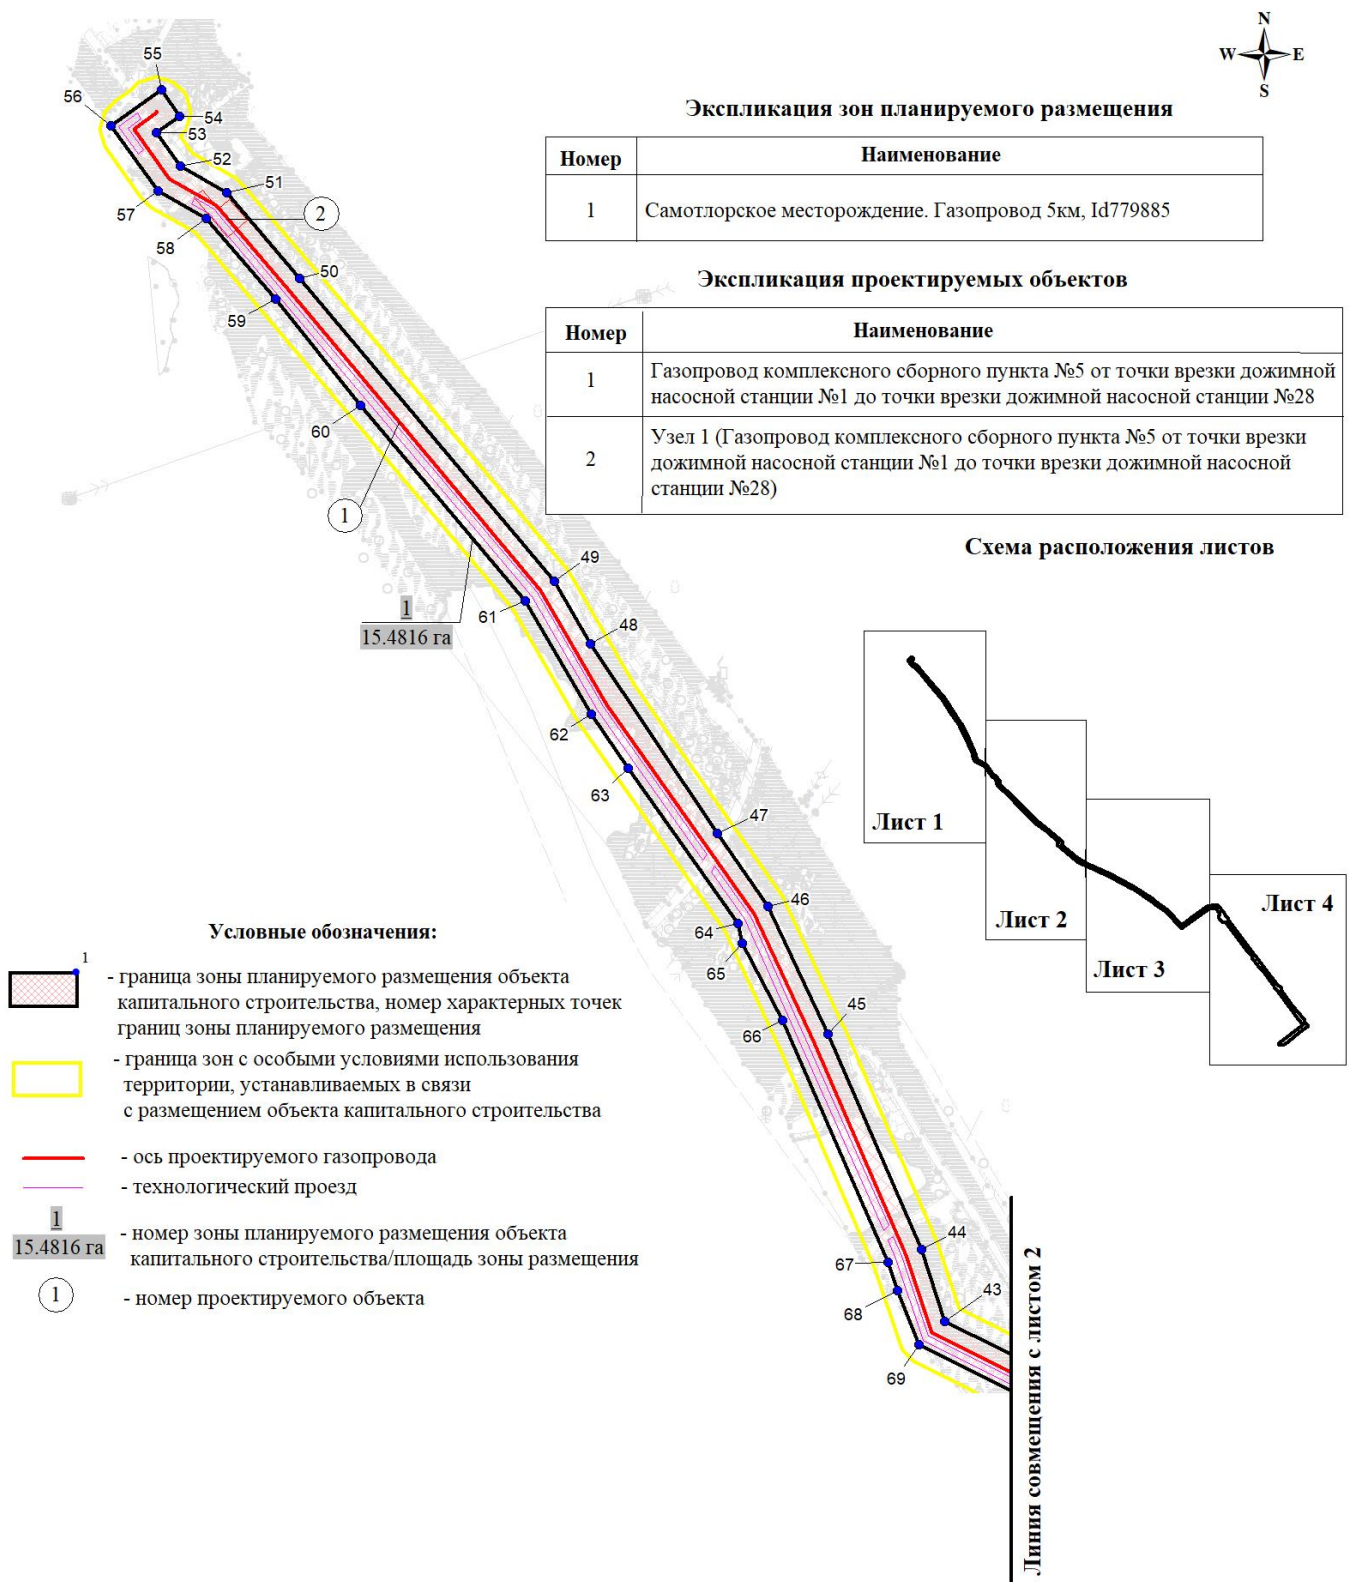 N
W E
S
Экспликация зон планируемого размещения
Номер Наименование
1 Самотлорское месторождение. Газопровод 5км, Id779885
Экспликация проектируемых объектов
Номер Наименование
1 Газопровод комплексного сборного пункта №5 от точки врезки дожимной
насосной станции №1 до точки врезки дожимной насосной станции №28
2 Узел 1 (Газопровод комплексного сборного пункта №5 от точки врезки
дожимной насосной станции №1 до точки врезки дожимной насосной
станции №28)
Схема расположения листов
Лист 1
Лист 2
Лист 3
Лист 4
55
56
54
53
52
51
57
2
58
50
59
60
1
49
61
1
15.4816 га
48
62
63
47
46
64
65
45
66
44
67
43
68
69
Линия совмещения с листом 2
Условные обозначения:
1
- граница зоны планируемого размещения объекта
капитального строительства, номер характерных точек
границ зоны планируемого размещения
- граница зон с особыми условиями использования
территории, устанавливаемых в связи
с размещением объекта капитального строительства
- ось проектируемого газопровода
- технологический проезд
1
15.4816 га
- номер зоны планируемого размещения объекта
капитального строительства/площадь зоны размещения
1 - номер проектируемого объекта